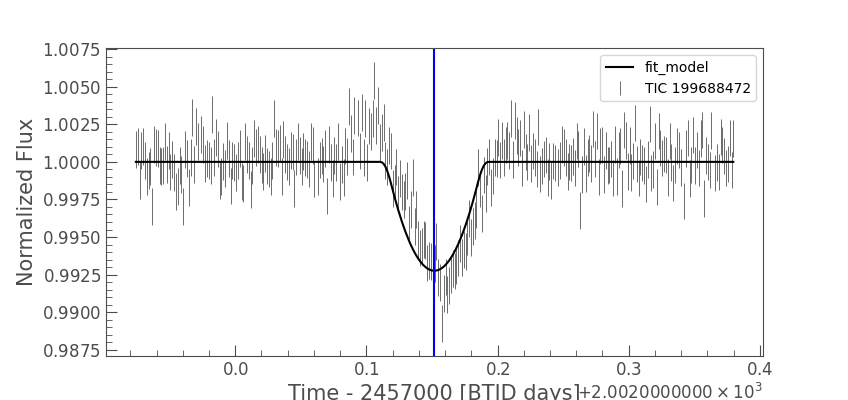 1.0075
1.0050
1.0025
1.0000
0.9975
0.9950
0.9925
0.9900
0.9875
Normalized Flux
fit_model
TIC 199688472
0.0
0.1
0.2
0.3
0.4
Time - 2457000 [BTJD days]
+2.0020000000 × 10³